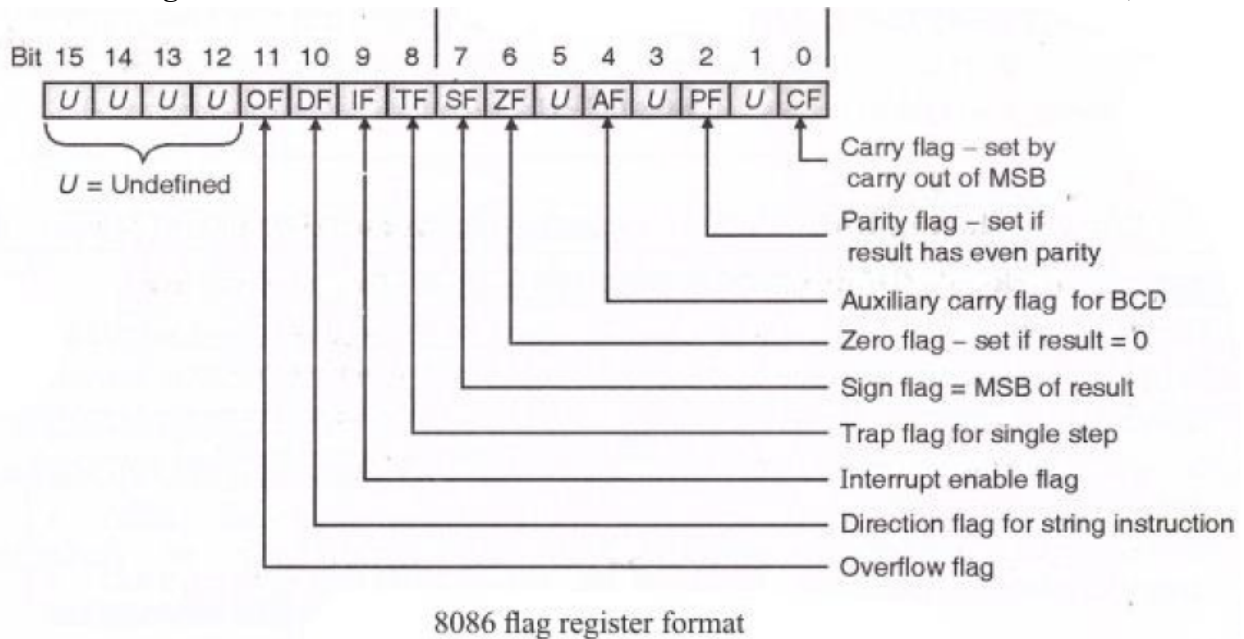 Bit 15 14 13 12 11 10 9 8 7 6 5 4 3 2 1 0
U U U U OF DF IF TF SF ZF U AF U PF U CF
U = Undefined
Carry flag – set by
carry out of MSB
Parity flag – set if
result has even parity
Auxiliary carry flag for BCD
Zero flag – set if result = 0
Sign flag = MSB of result
Trap flag for single step
Interrupt enable flag
Direction flag for string instruction
Overflow flag
8086 flag register format